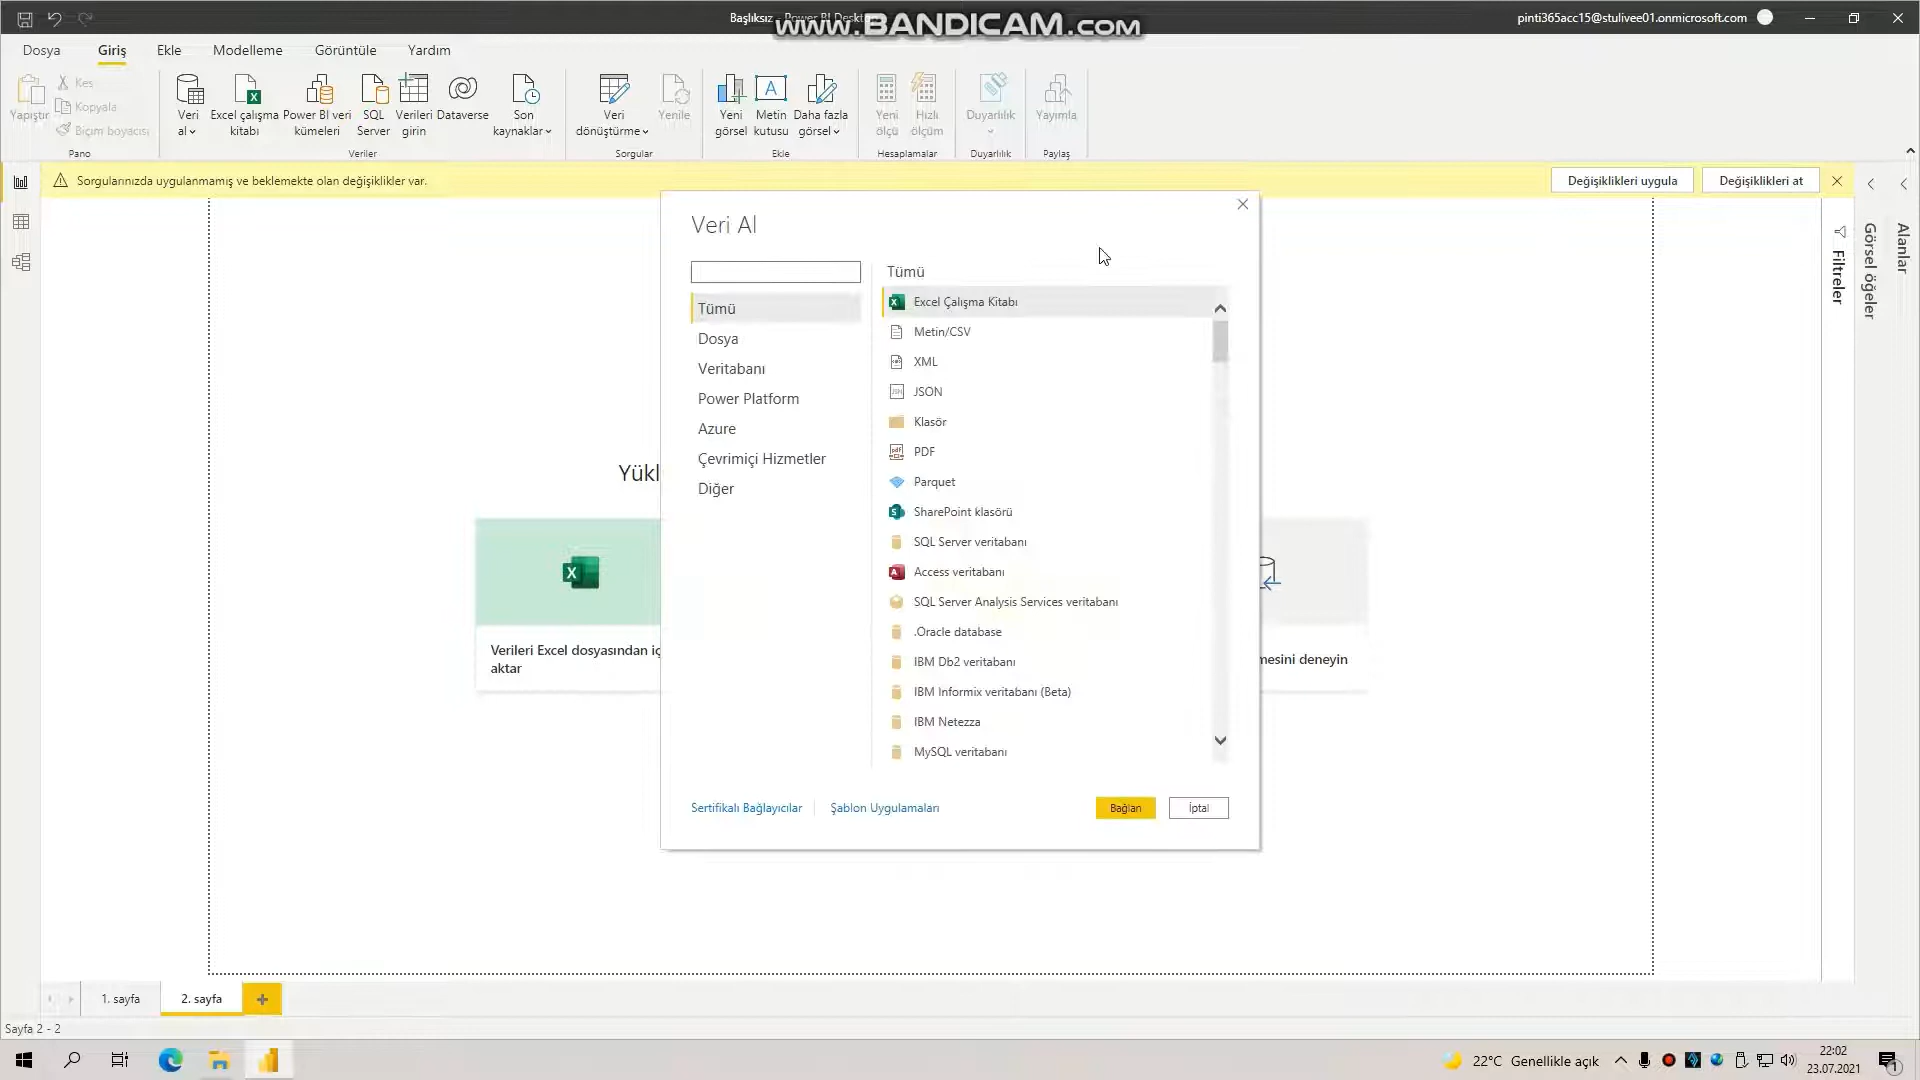 Başlıksız - Power BI Desktop
www.BANDICAM.com
pinti365acc15@stulivee01.onmicrosoft.com
Dosya
Giriş
Ekle
Modelleme
Görüntüle
Yardım
Yapıştır
Kes
Kopyala
Biçim boyacısı
Pano
Veri al
Excel çalışma kitabı
Power BI veri kümeleri
SQL Server
Verileri girin
Dataverse
Son kaynaklar
Veriler
Veri dönüştürme
Yenile
Sorgular
Yeni görsel
Metin kutusu
Daha fazla görsel
Ekle
Yeni ölçü
Hızlı ölçüm
Hesaplamalar
Duyarlılık
Duyarlılık
Yayımla
Paylaş
Sorgularınızda uygulanmamış ve beklemekte olan değişiklikler var.
Değişiklikleri uygula
Değişiklikleri at
Filtreler
Görsel öğeler
Alanlar
Veri Al
Tümü
Dosya
Veritabanı
Power Platform
Azure
Çevrimiçi Hizmetler
Diğer
Tümü
Excel Çalışma Kitabı
Metin/CSV
XML
JSON
Klasör
PDF
Parquet
SharePoint klasörü
SQL Server veritabanı
Access veritabanı
SQL Server Analysis Services veritabanı
.Oracle database
IBM Db2 veritabanı
IBM Informix veritabanı (Beta)
IBM Netezza
MySQL veritabanı
Sertifikalı Bağlayıcılar
Şablon Uygulamaları
Bağlan
İptal
Yükl
Verileri Excel dosyasından iç
aktar
mesini deneyin
1. sayfa
2. sayfa
Sayfa 2 - 2
22°C Genellikle açık
22:02
23.07.2021
1